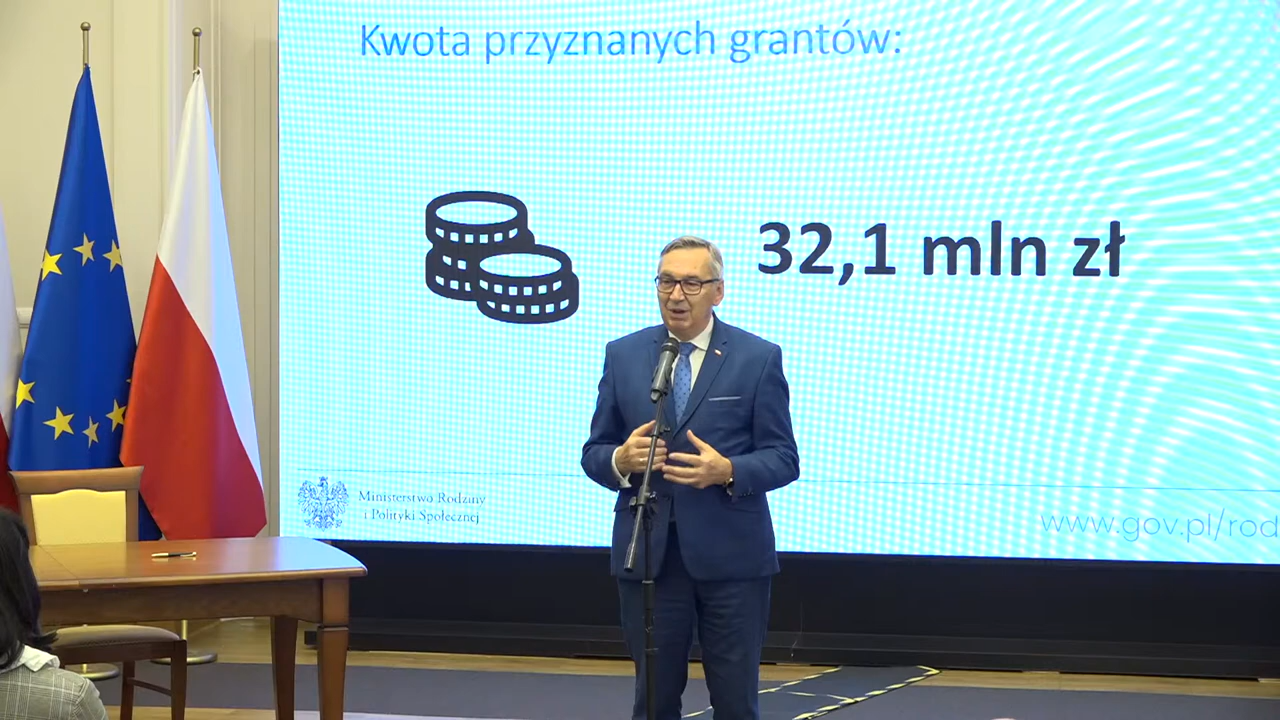 Kwota przyznanych grantów:
32,1 mln zł
Ministerstwo Rodziny
i Polityki Społecznej
www.gov.pl/rod